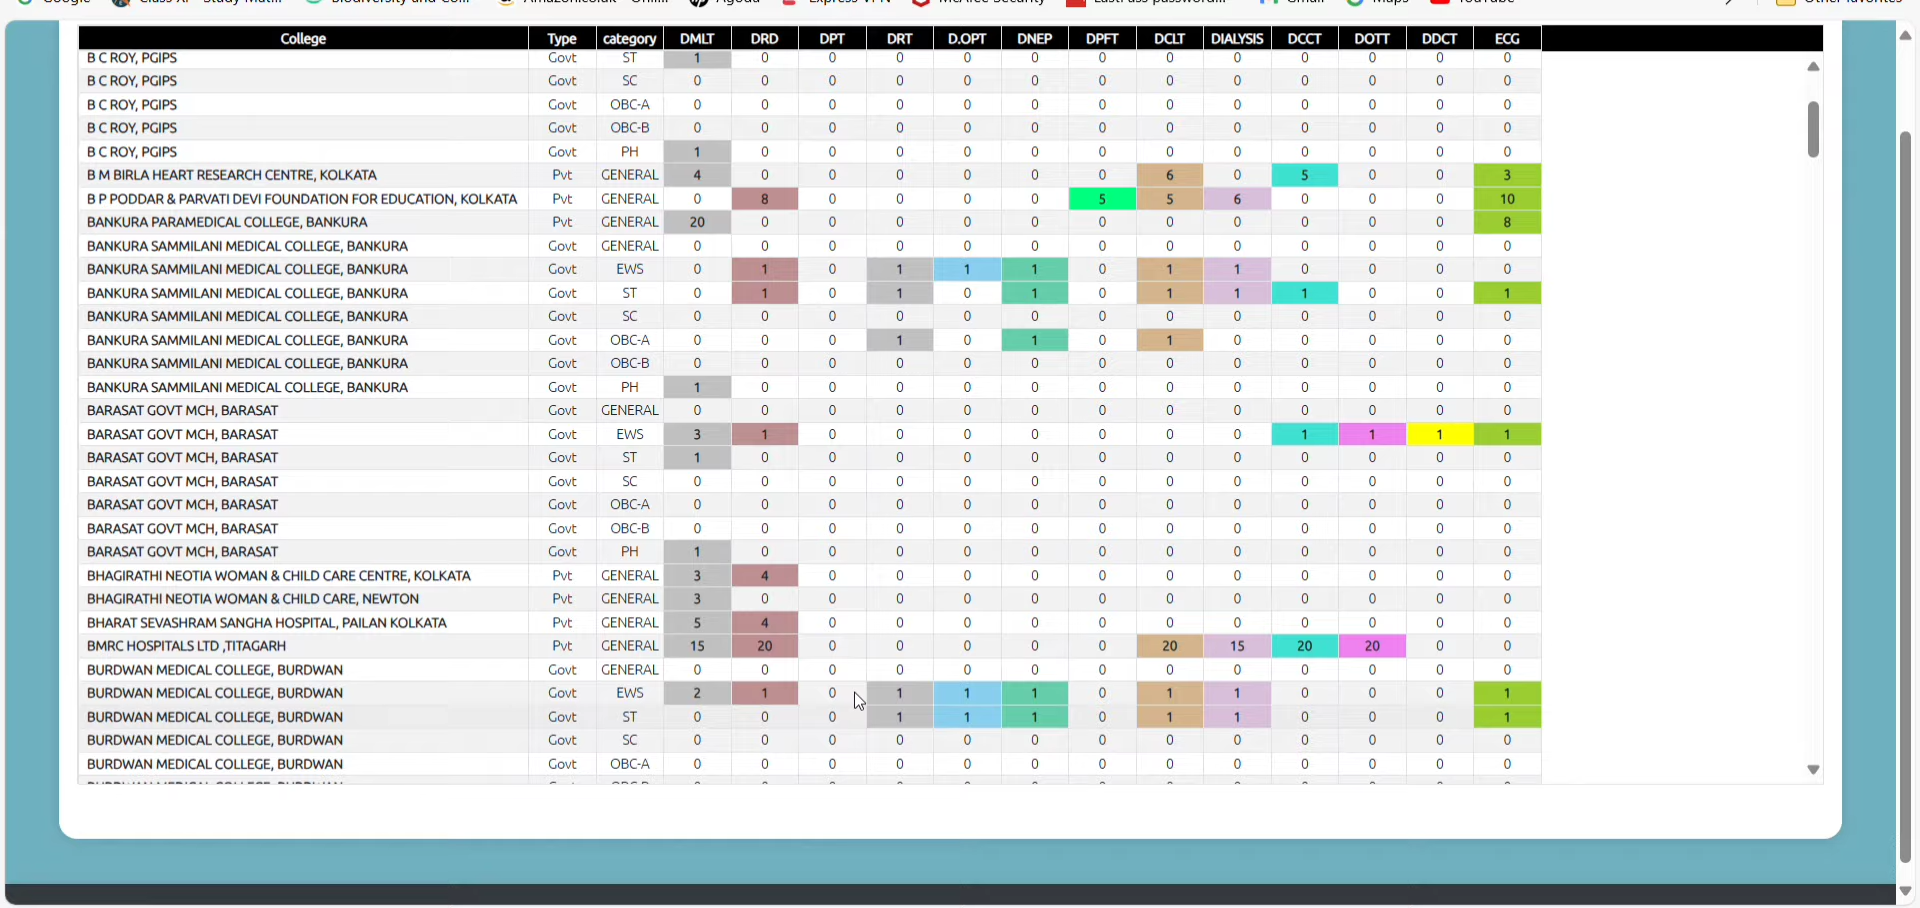 College Type category DMLT DRD DPT DRT D.OPT DNEP DPFT DCLT DIALYSIS DCCT DOTT DDCT ECG
B C ROY, PGIPS Govt ST 1 0 0 0 0 0 0 0 0 0 0 0 0
B C ROY, PGIPS Govt SC 0 0 0 0 0 0 0 0 0 0 0 0 0
B C ROY, PGIPS Govt OBC-A 0 0 0 0 0 0 0 0 0 0 0 0 0
B C ROY, PGIPS Govt OBC-B 0 0 0 0 0 0 0 0 0 0 0 0 0
B C ROY, PGIPS Govt PH 1 0 0 0 0 0 0 0 0 0 0 0 0
B M BIRLA HEART RESEARCH CENTRE, KOLKATA Pvt GENERAL 4 0 0 0 0 0 0 6 0 5 0 0 3
B P PODDAR & PARVATI DEVI FOUNDATION FOR EDUCATION, KOLKATA Pvt GENERAL 0 8 0 0 0 0 5 5 6 0 0 0 10
BANKURA PARAMEDICAL COLLEGE, BANKURA Pvt GENERAL 20 0 0 0 0 0 0 0 0 0 0 0 8
BANKURA SAMMILANI MEDICAL COLLEGE, BANKURA Govt GENERAL 0 0 0 0 0 0 0 0 0 0 0 0 0
BANKURA SAMMILANI MEDICAL COLLEGE, BANKURA Govt EWS 0 1 0 1 1 1 0 1 1 0 0 0 0
BANKURA SAMMILANI MEDICAL COLLEGE, BANKURA Govt ST 0 1 0 1 0 1 0 1 1 1 0 0 1
BANKURA SAMMILANI MEDICAL COLLEGE, BANKURA Govt SC 0 0 0 0 0 0 0 0 0 0 0 0 0
BANKURA SAMMILANI MEDICAL COLLEGE, BANKURA Govt OBC-A 0 0 0 1 0 1 0 1 0 0 0 0 0
BANKURA SAMMILANI MEDICAL COLLEGE, BANKURA Govt OBC-B 0 0 0 0 0 0 0 0 0 0 0 0 0
BANKURA SAMMILANI MEDICAL COLLEGE, BANKURA Govt PH 1 0 0 0 0 0 0 0 0 0 0 0 0
BARASAT GOVT MCH, BARASAT Govt GENERAL 0 0 0 0 0 0 0 0 0 0 0 0 0
BARASAT GOVT MCH, BARASAT Govt EWS 3 1 0 0 0 0 0 0 0 1 1 1 1
BARASAT GOVT MCH, BARASAT Govt ST 1 0 0 0 0 0 0 0 0 0 0 0 0
BARASAT GOVT MCH, BARASAT Govt SC 0 0 0 0 0 0 0 0 0 0 0 0 0
BARASAT GOVT MCH, BARASAT Govt OBC-A 0 0 0 0 0 0 0 0 0 0 0 0 0
BARASAT GOVT MCH, BARASAT Govt OBC-B 0 0 0 0 0 0 0 0 0 0 0 0 0
BARASAT GOVT MCH, BARASAT Govt PH 1 0 0 0 0 0 0 0 0 0 0 0 0
BHAGIRATHI NEOTIA WOMAN & CHILD CARE CENTRE, KOLKATA Pvt GENERAL 3 4 0 0 0 0 0 0 0 0 0 0 0
BHAGIRATHI NEOTIA WOMAN & CHILD CARE, NEWTON Pvt GENERAL 3 0 0 0 0 0 0 0 0 0 0 0 0
BHARAT SEVASHRAM SANGHA HOSPITAL, PAILAN KOLKATA Pvt GENERAL 5 4 0 0 0 0 0 0 0 0 0 0 0
BMRC HOSPITALS LTD ,TITAGARH Pvt GENERAL 15 20 0 0 0 0 0 20 15 20 20 0 0
BURDWAN MEDICAL COLLEGE, BURDWAN Govt GENERAL 0 0 0 0 0 0 0 0 0 0 0 0 0
BURDWAN MEDICAL COLLEGE, BURDWAN Govt EWS 2 1 0 1 1 1 0 1 1 0 0 0 1
BURDWAN MEDICAL COLLEGE, BURDWAN Govt ST 0 0 0 1 1 1 0 1 1 0 0 0 1
BURDWAN MEDICAL COLLEGE, BURDWAN Govt SC 0 0 0 0 0 0 0 0 0 0 0 0 0
BURDWAN MEDICAL COLLEGE, BURDWAN Govt OBC-A 0 0 0 0 0 0 0 0 0 0 0 0 0